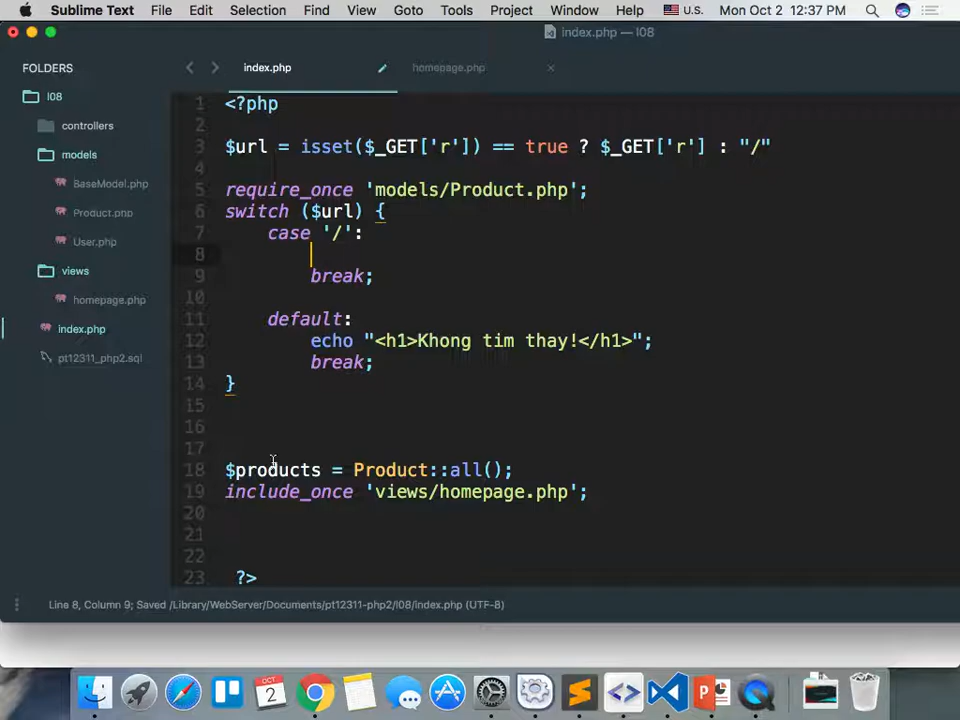 Sublime Text File Edit Selection Find View Goto Tools Project Window Help U.S. Mon Oct 2 12:37 PM
index.php — l08
FOLDERS
l08
controllers
models
BaseModel.php
Product.php
User.php
views
homepage.php
index.php
pt12311_php2.sql
index.php homepage.php
1 <?php
2
3 $url = isset($_GET['r']) == true ? $_GET['r'] : "/"
4
5 require_once 'models/Product.php';
6 switch ($url) {
7 case '/':
8
9 break;
10
11 default:
12 echo "<h1>Khong tim thay!</h1>";
13 break;
14 }
15
16
17
18 $products = Product::all();
19 include_once 'views/homepage.php';
20
21
22
23 ?>
Line 8, Column 9; Saved /Library/WebServer/Documents/pt12311-php2/l08/index.php (UTF-8)
OCT
2